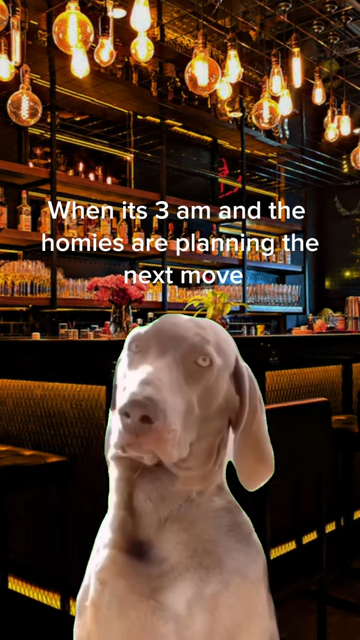 When its 3 am and the
homies are planning the
next move